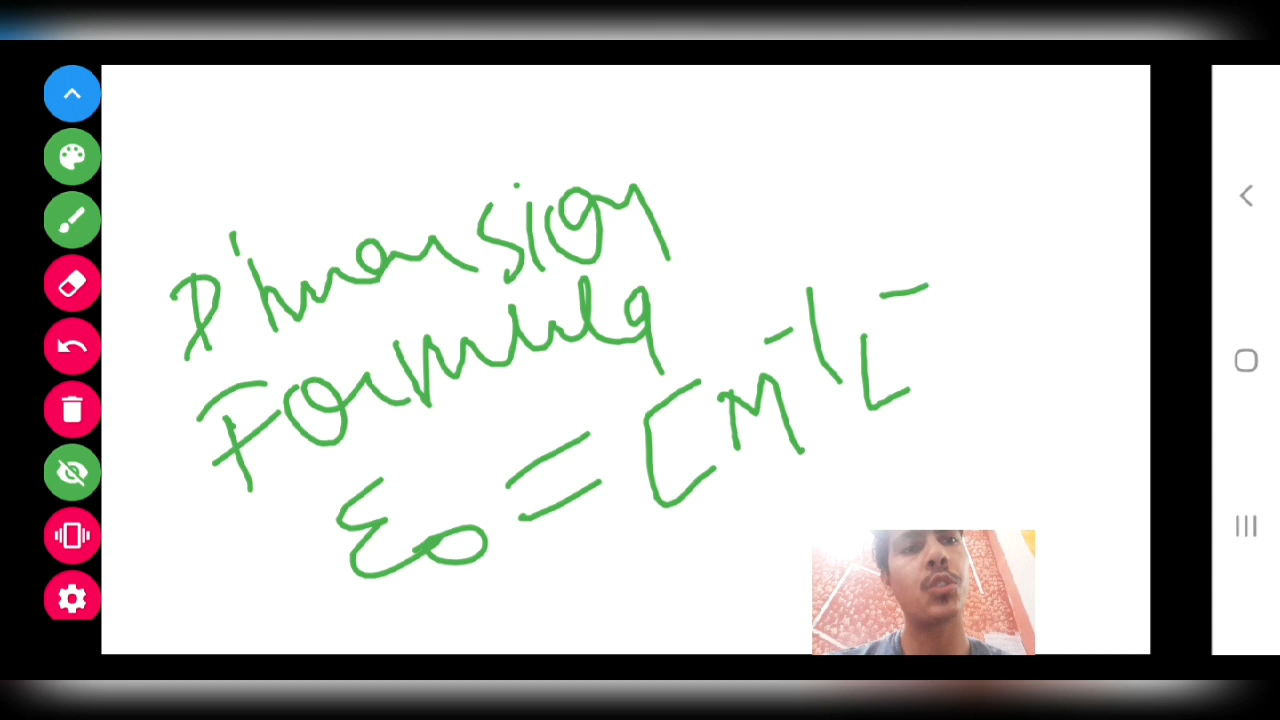 Dimension
Formula
ε₀ = [M⁻¹L⁻